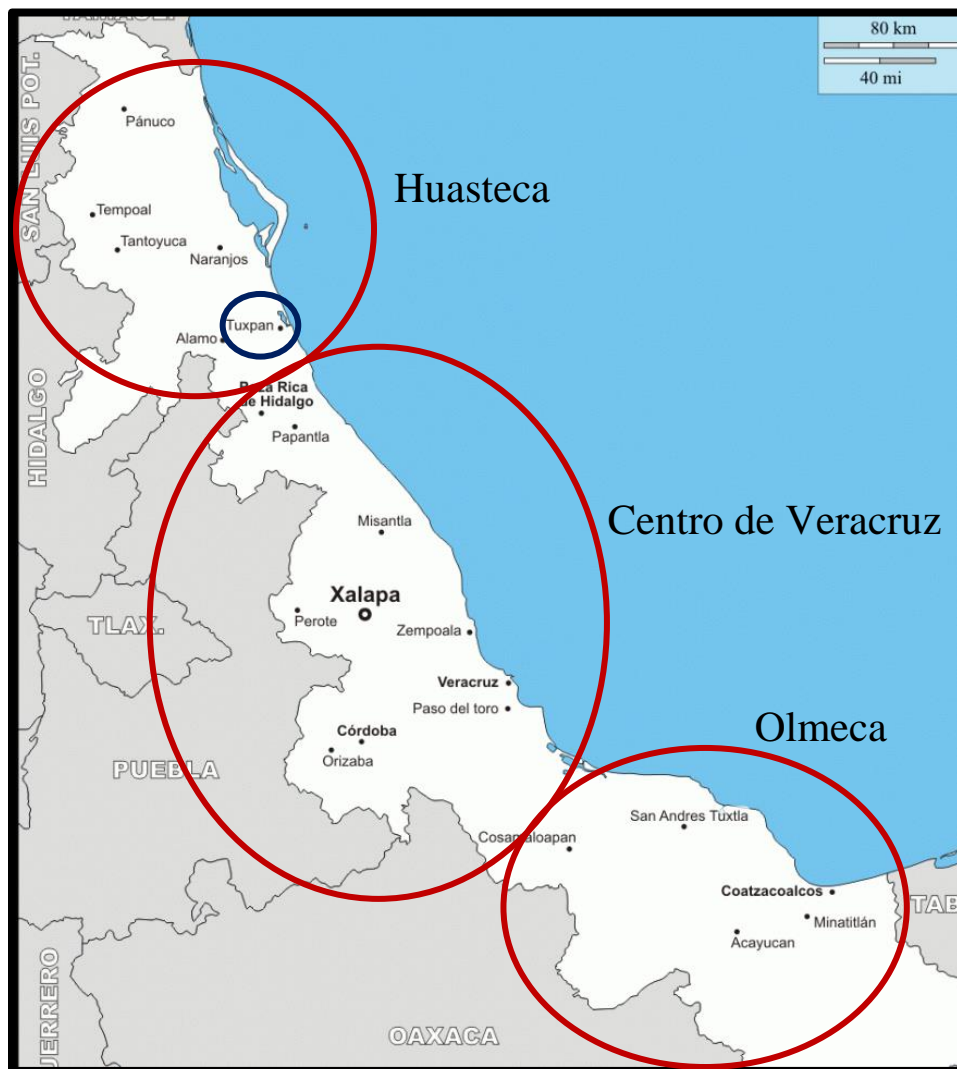 TAMAULI
80 km
40 mi
SAN LUIS POT.
Pánuco
Huasteca
Tempoal
Tantoyuca
Naranjos
Tuxpan
Alamo
HIDALGO
Rica
de Hidalgo
Papantla
Centro de Veracruz
Misantla
Xalapa
Perote
TLAX.
Zempoala
Veracruz
Paso del toro
Córdoba
Olmeca
Orizaba
PUEBLA
San Andres Tuxtla
Cosamaloapan
Coatzacoalcos
TAB
Minatitlán
Acayucan
GUERRERO
OAXACA